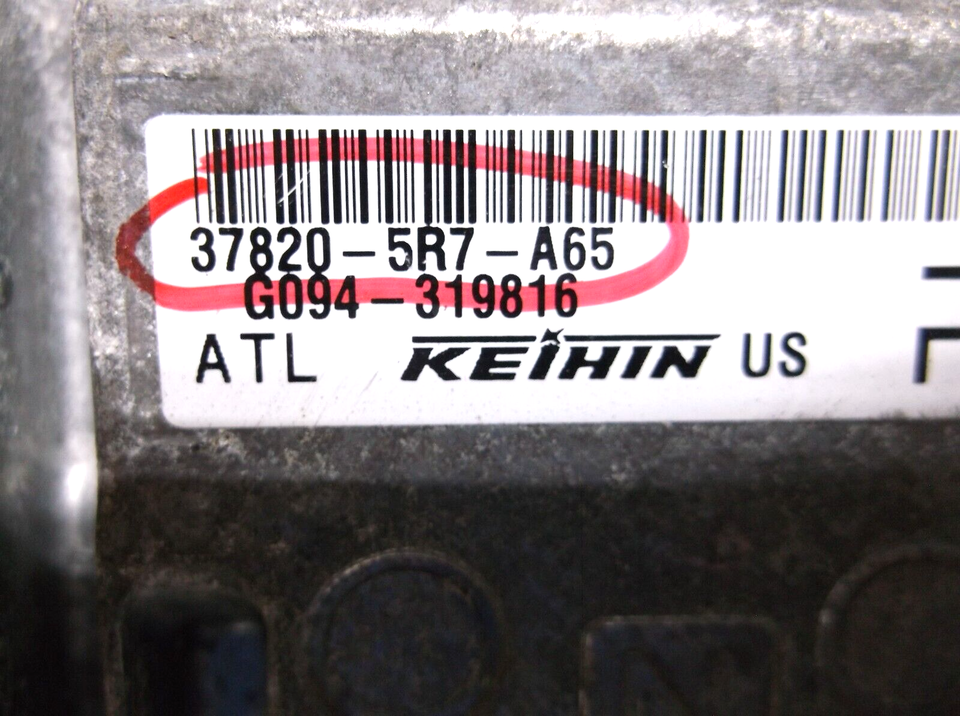 37820-5R7-A65
G094-319816
ATL KEIHIN US